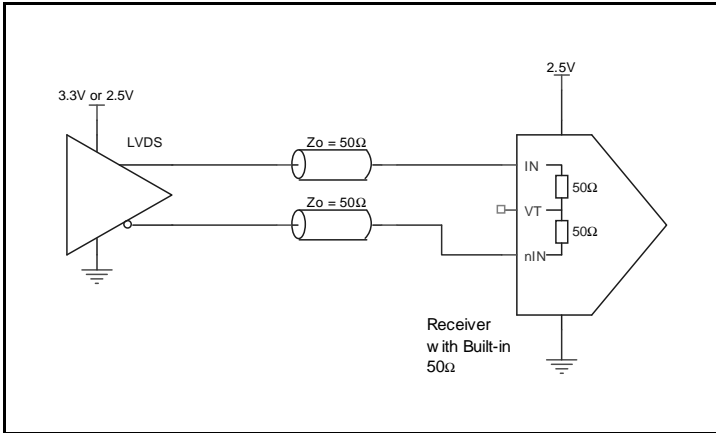 2.5V
3.3V or 2.5V
LVDS
Zo = 50Ω
IN
50Ω
Zo = 50Ω
VT
50Ω
nIN
Receiver
with Built-in
50Ω